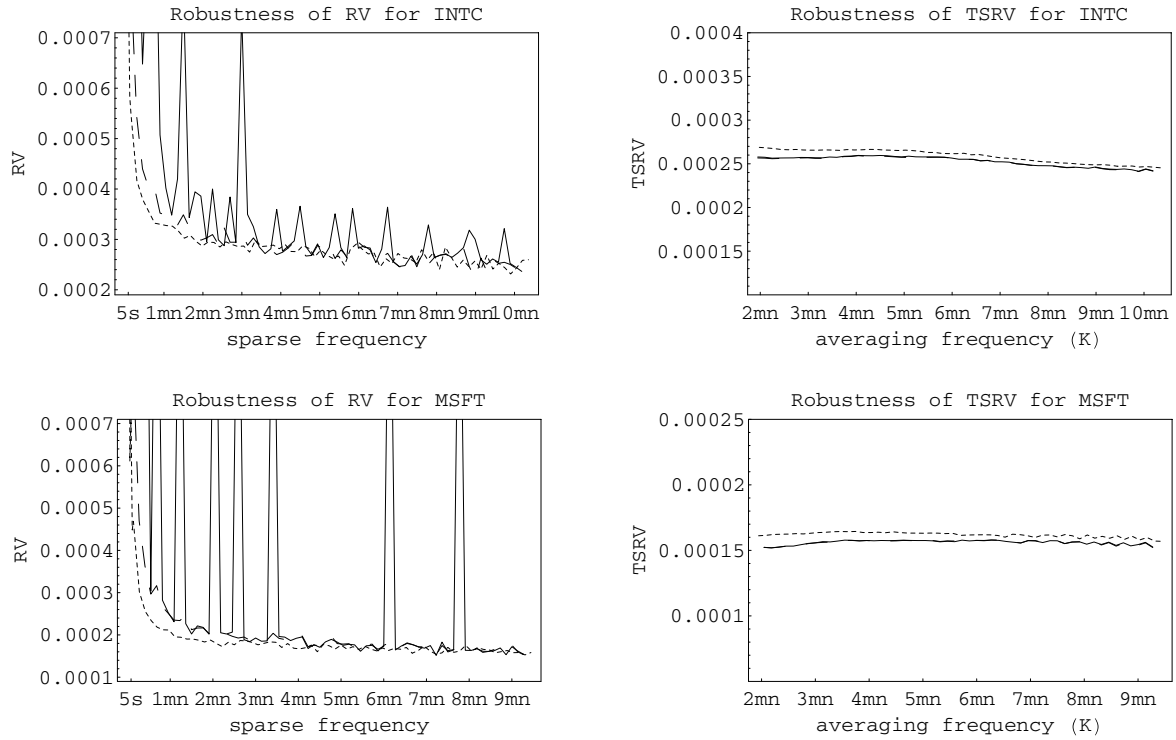 Robustness of RV for INTC
0.0007
0.0006
0.0005
0.0004
0.0003
0.0002
RV
5s 1mn 2mn 3mn 4mn 5mn 6mn 7mn 8mn 9mn 10mn
sparse frequency
Robustness of TSRV for INTC
0.0004
0.00035
0.0003
0.00025
0.0002
0.00015
TSRV
2mn 3mn 4mn 5mn 6mn 7mn 8mn 9mn 10mn
averaging frequency (K)
Robustness of RV for MSFT
0.0007
0.0006
0.0005
0.0004
0.0003
0.0002
0.0001
RV
5s 1mn 2mn 3mn 4mn 5mn 6mn 7mn 8mn 9mn
sparse frequency
Robustness of TSRV for MSFT
0.00025
0.0002
0.00015
0.0001
TSRV
2mn 3mn 4mn 5mn 6mn 7mn 8mn 9mn
averaging frequency (K)